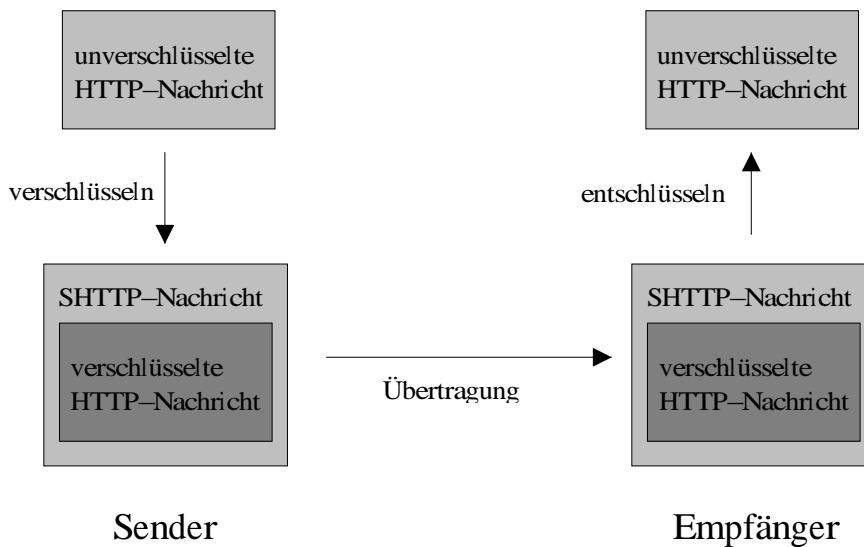 unverschlüsselte
HTTP–Nachricht
verschlüsseln
SHTTP–Nachricht
verschlüsselte
HTTP–Nachricht
Sender
Übertragung
unverschlüsselte
HTTP–Nachricht
entschlüsseln
SHTTP–Nachricht
verschlüsselte
HTTP–Nachricht
Empfänger